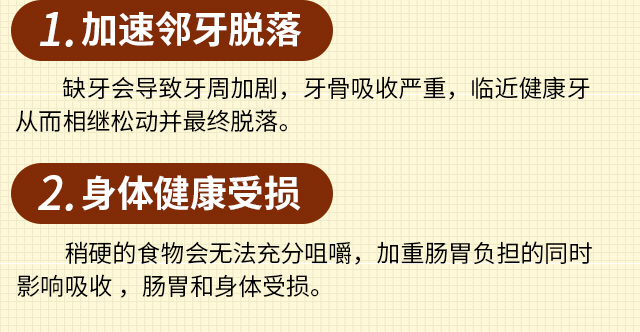 1.加速邻牙脱落
缺牙会导致牙周加剧，牙骨吸收严重，临近健康牙
从而相继松动并最终脱落。
2.身体健康受损
稍硬的食物会无法充分咀嚼，加重肠胃负担的同时
影响吸收，肠胃和身体受损。